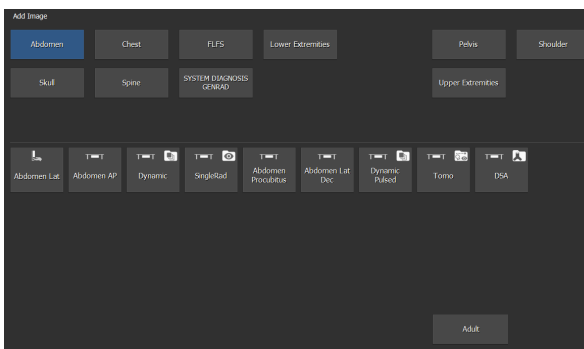 Add Image
Abdomen
Chest
FLFS
Lower Extremities
Pelvis
Shoulder
Skull
Spine
SYSTEM DIAGNOSIS
GENRAD
Upper Extremities
Abdomen Lat
Abdomen AP
Dynamic
SingleRad
Abdomen
Procubitus
Abdomen Lat
Dec
Dynamic
Pulsed
Tomo
DSA
Adult